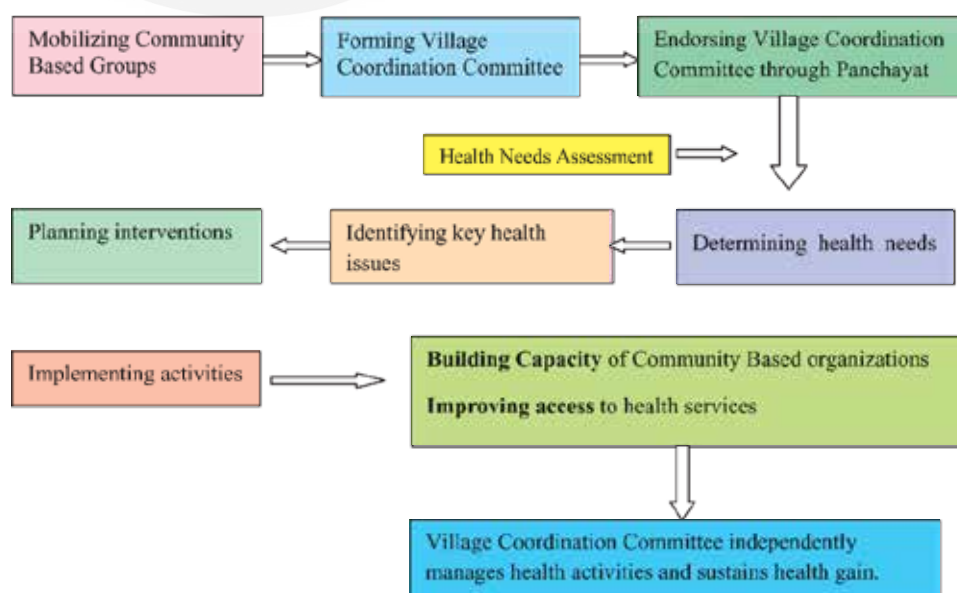 Mobilizing Community
Based Groups
Forming Village
Coordination Committee
Endorsing Village Coordination
Committee through Panchayat
Health Needs Assessment
Planning interventions
Identifying key health
issues
Determining health needs
Implementing activities
Building Capacity of Community Based organizations
Improving access to health services
Village Coordination Committee independently
manages health activities and sustains health gain.